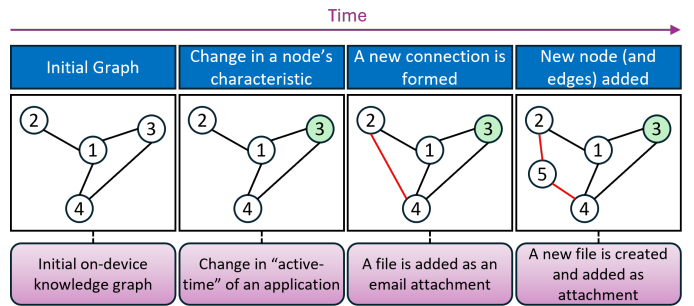 Time
Initial Graph
Change in a node's
characteristic
A new connection is
formed
New node (and
edges) added
2
3
1
4
2
3
1
4
2
3
1
4
2
3
1
5
4
Initial on-device
knowledge graph
Change in "active-
time" of an application
A file is added as an
email attachment
A new file is created
and added as
attachment